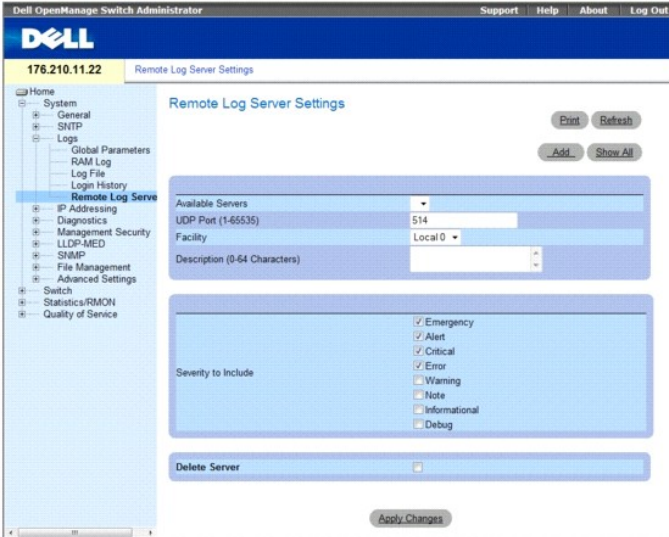 Dell OpenManage Switch Administrator
Support Help About Log Out
DELL
176.210.11.22
Remote Log Server Settings
Home
System
General
SNTP
Logs
Global Parameters
RAM Log
Log File
Login History
Remote Log Serve
IP Addressing
Diagnostics
Management Security
LLDP-MED
SNMP
File Management
Advanced Settings
Switch
Statistics/RMON
Quality of Service
Remote Log Server Settings
Print Refresh
Add Show All
Available Servers
UDP Port (1-65535) 514
Facility Local 0
Description (0-64 Characters)
Severity to Include
Emergency
Alert
Critical
Error
Warning
Note
Informational
Debug
Delete Server
Apply Changes